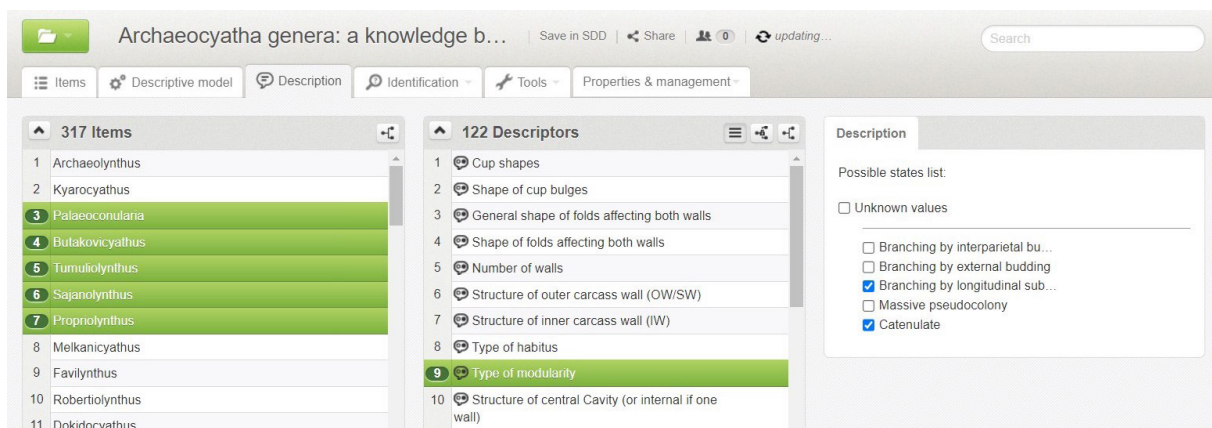 Archaeocyatha genera: a knowledge b... | Save in SDD | Share | 0 | updating...
Search
Items
Descriptive model
Description
Identification
Tools
Properties & management
317 Items
1 Archaeolynthus
2 Kyarocyathus
3 Palaeoconularia
4 Butakovicyathus
5 Tumuliolynthus
6 Sajanolynthus
7 Propriolynthus
8 Melkanicyathus
9 Favilynthus
10 Robertiolynthus
11 Dokidocyathus
122 Descriptors
1 Cup shapes
2 Shape of cup bulges
3 General shape of folds affecting both walls
4 Shape of folds affecting both walls
5 Number of walls
6 Structure of outer carcass wall (OW/SW)
7 Structure of inner carcass wall (IW)
8 Type of habitus
9 Type of modularity
10 Structure of central Cavity (or internal if one
wall)
Description
Possible states list:
Unknown values
Branching by interparietal bu...
Branching by external budding
Branching by longitudinal sub...
Massive pseudocolony
Catenulate